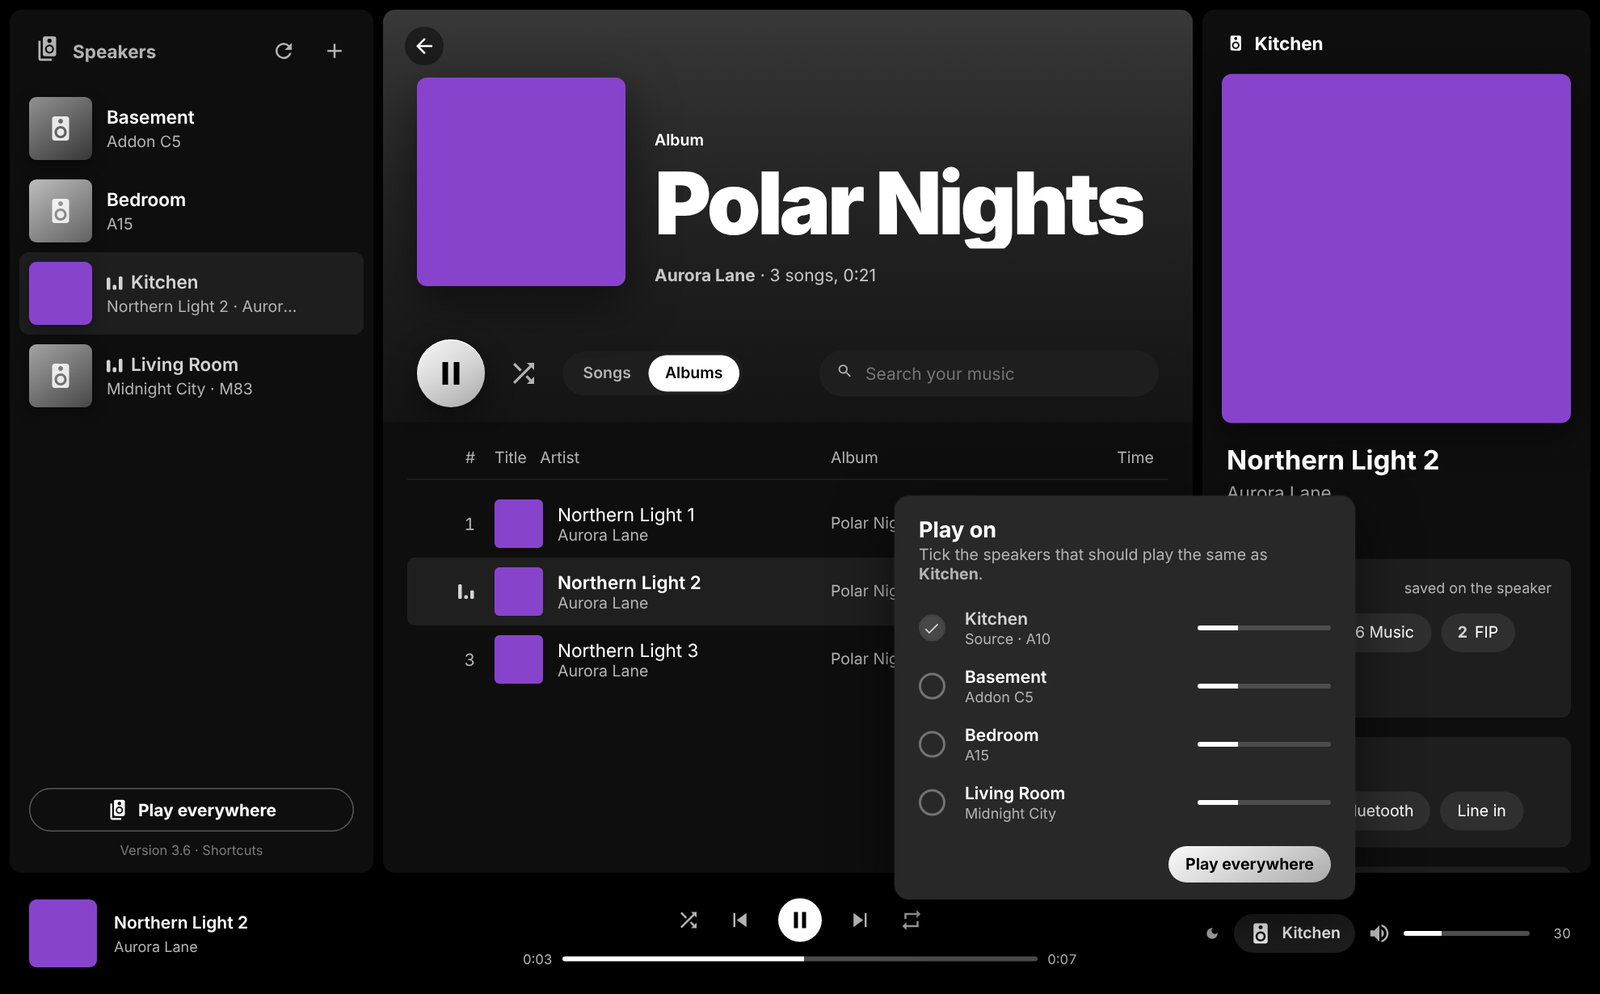 Speakers
Basement
Addon C5
Bedroom
A15
Kitchen
Northern Light 2 · Auror...
Living Room
Midnight City · M83
Play everywhere
Version 3.6 · Shortcuts
Album
Polar Nights
Aurora Lane · 3 songs, 0:21
Songs
Albums
Search your music
# Title Artist Album Time
1 Northern Light 1
Aurora Lane
Polar Nig
Northern Light 2
Aurora Lane
Polar Nig
3 Northern Light 3
Aurora Lane
Polar Nig
Kitchen
Northern Light 2
Aurora Lane
saved on the speaker
6 Music
2 FIP
luetooth
Line in
Play on
Tick the speakers that should play the same as
Kitchen.
Kitchen
Source · A10
Basement
Addon C5
Bedroom
A15
Living Room
Midnight City
Play everywhere
Northern Light 2
Aurora Lane
0:03
0:07
Kitchen
30